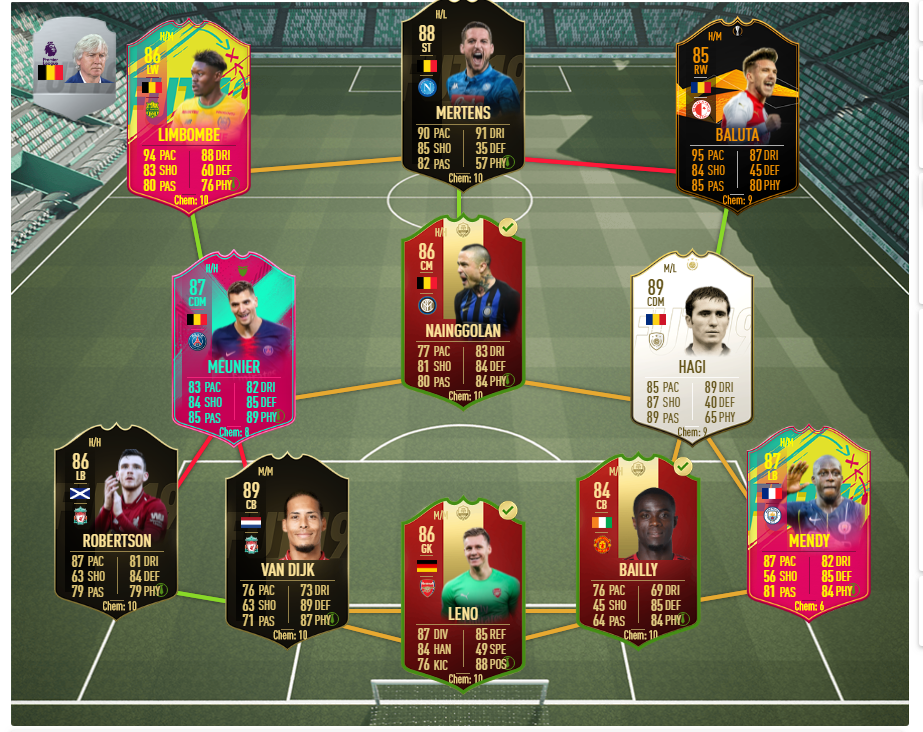 Premier League
H/M
86
LW
LIMBOMBE
94 PAC 88 DRI
83 SHO 60 DEF
80 PAS 76 PHY
Chem: 10
H/L
88
ST
MERTENS
90 PAC 91 DRI
85 SHO 35 DEF
82 PAS 57 PHY
Chem: 10
H/M
85
RW
BALUTA
95 PAC 87 DRI
84 SHO 45 DEF
85 PAS 80 PHY
Chem: 9
H/H
87
CDM
MEUNIER
83 PAC 82 DRI
84 SHO 85 DEF
85 PAS 89 PHY
Chem: 8
86
CM
NAINGGOLAN
77 PAC 83 DRI
81 SHO 84 DEF
80 PAS 84 PHY
Chem: 10
M/L
89
CDM
HAGI
85 PAC 89 DRI
87 SHO 40 DEF
89 PAS 65 PHY
Chem: 9
H/H
86
LB
ROBERTSON
87 PAC 81 DRI
63 SHO 84 DEF
79 PAS 79 PHY
Chem: 10
M/M
89
CB
VAN DIJK
76 PAC 73 DRI
63 SHO 89 DEF
71 PAS 87 PHY
Chem: 10
86
GK
LENO
87 DIV 85 REF
84 HAN 49 SPE
76 KIC 88 POS
Chem: 10
84
CB
BAILLY
76 PAC 69 DRI
45 SHO 85 DEF
64 PAS 84 PHY
Chem: 10
H/M
87
LB
MENDY
87 PAC 82 DRI
56 SHO 85 DEF
81 PAS 84 PHY
Chem: 6